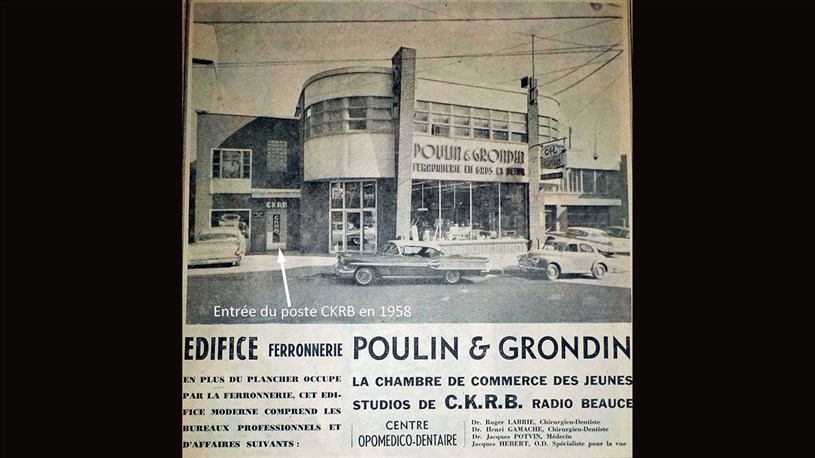 POULIN & GRONDIN
FERRONNERIE EN GROS ET DETAIL
C-I-L
CKRB
CKRB
Entrée du poste CKRB en 1958
EDIFICE FERRONNERIE POULIN & GRONDIN
EN PLUS DU PLANCHER OCCUPE
PAR LA FERRONNERIE, CET EDI-
FICE MODERNE COMPREND LES
BUREAUX PROFESSIONNELS ET
D'AFFAIRES SUIVANTS :
LA CHAMBRE DE COMMERCE DES JEUNES
STUDIOS DE C.K.R.B. RADIO BEAUCE
CENTRE
OPOMEDICO-DENTAIRE
Dr. Roger LABRIE, Chirurgien-Dentiste
Dr. Henri GAMACHE, Chirurgien-Dentiste
Dr. Jacques POTVIN, Médecin
Jacques HEBERT, O.D. Spécialiste pour la vue